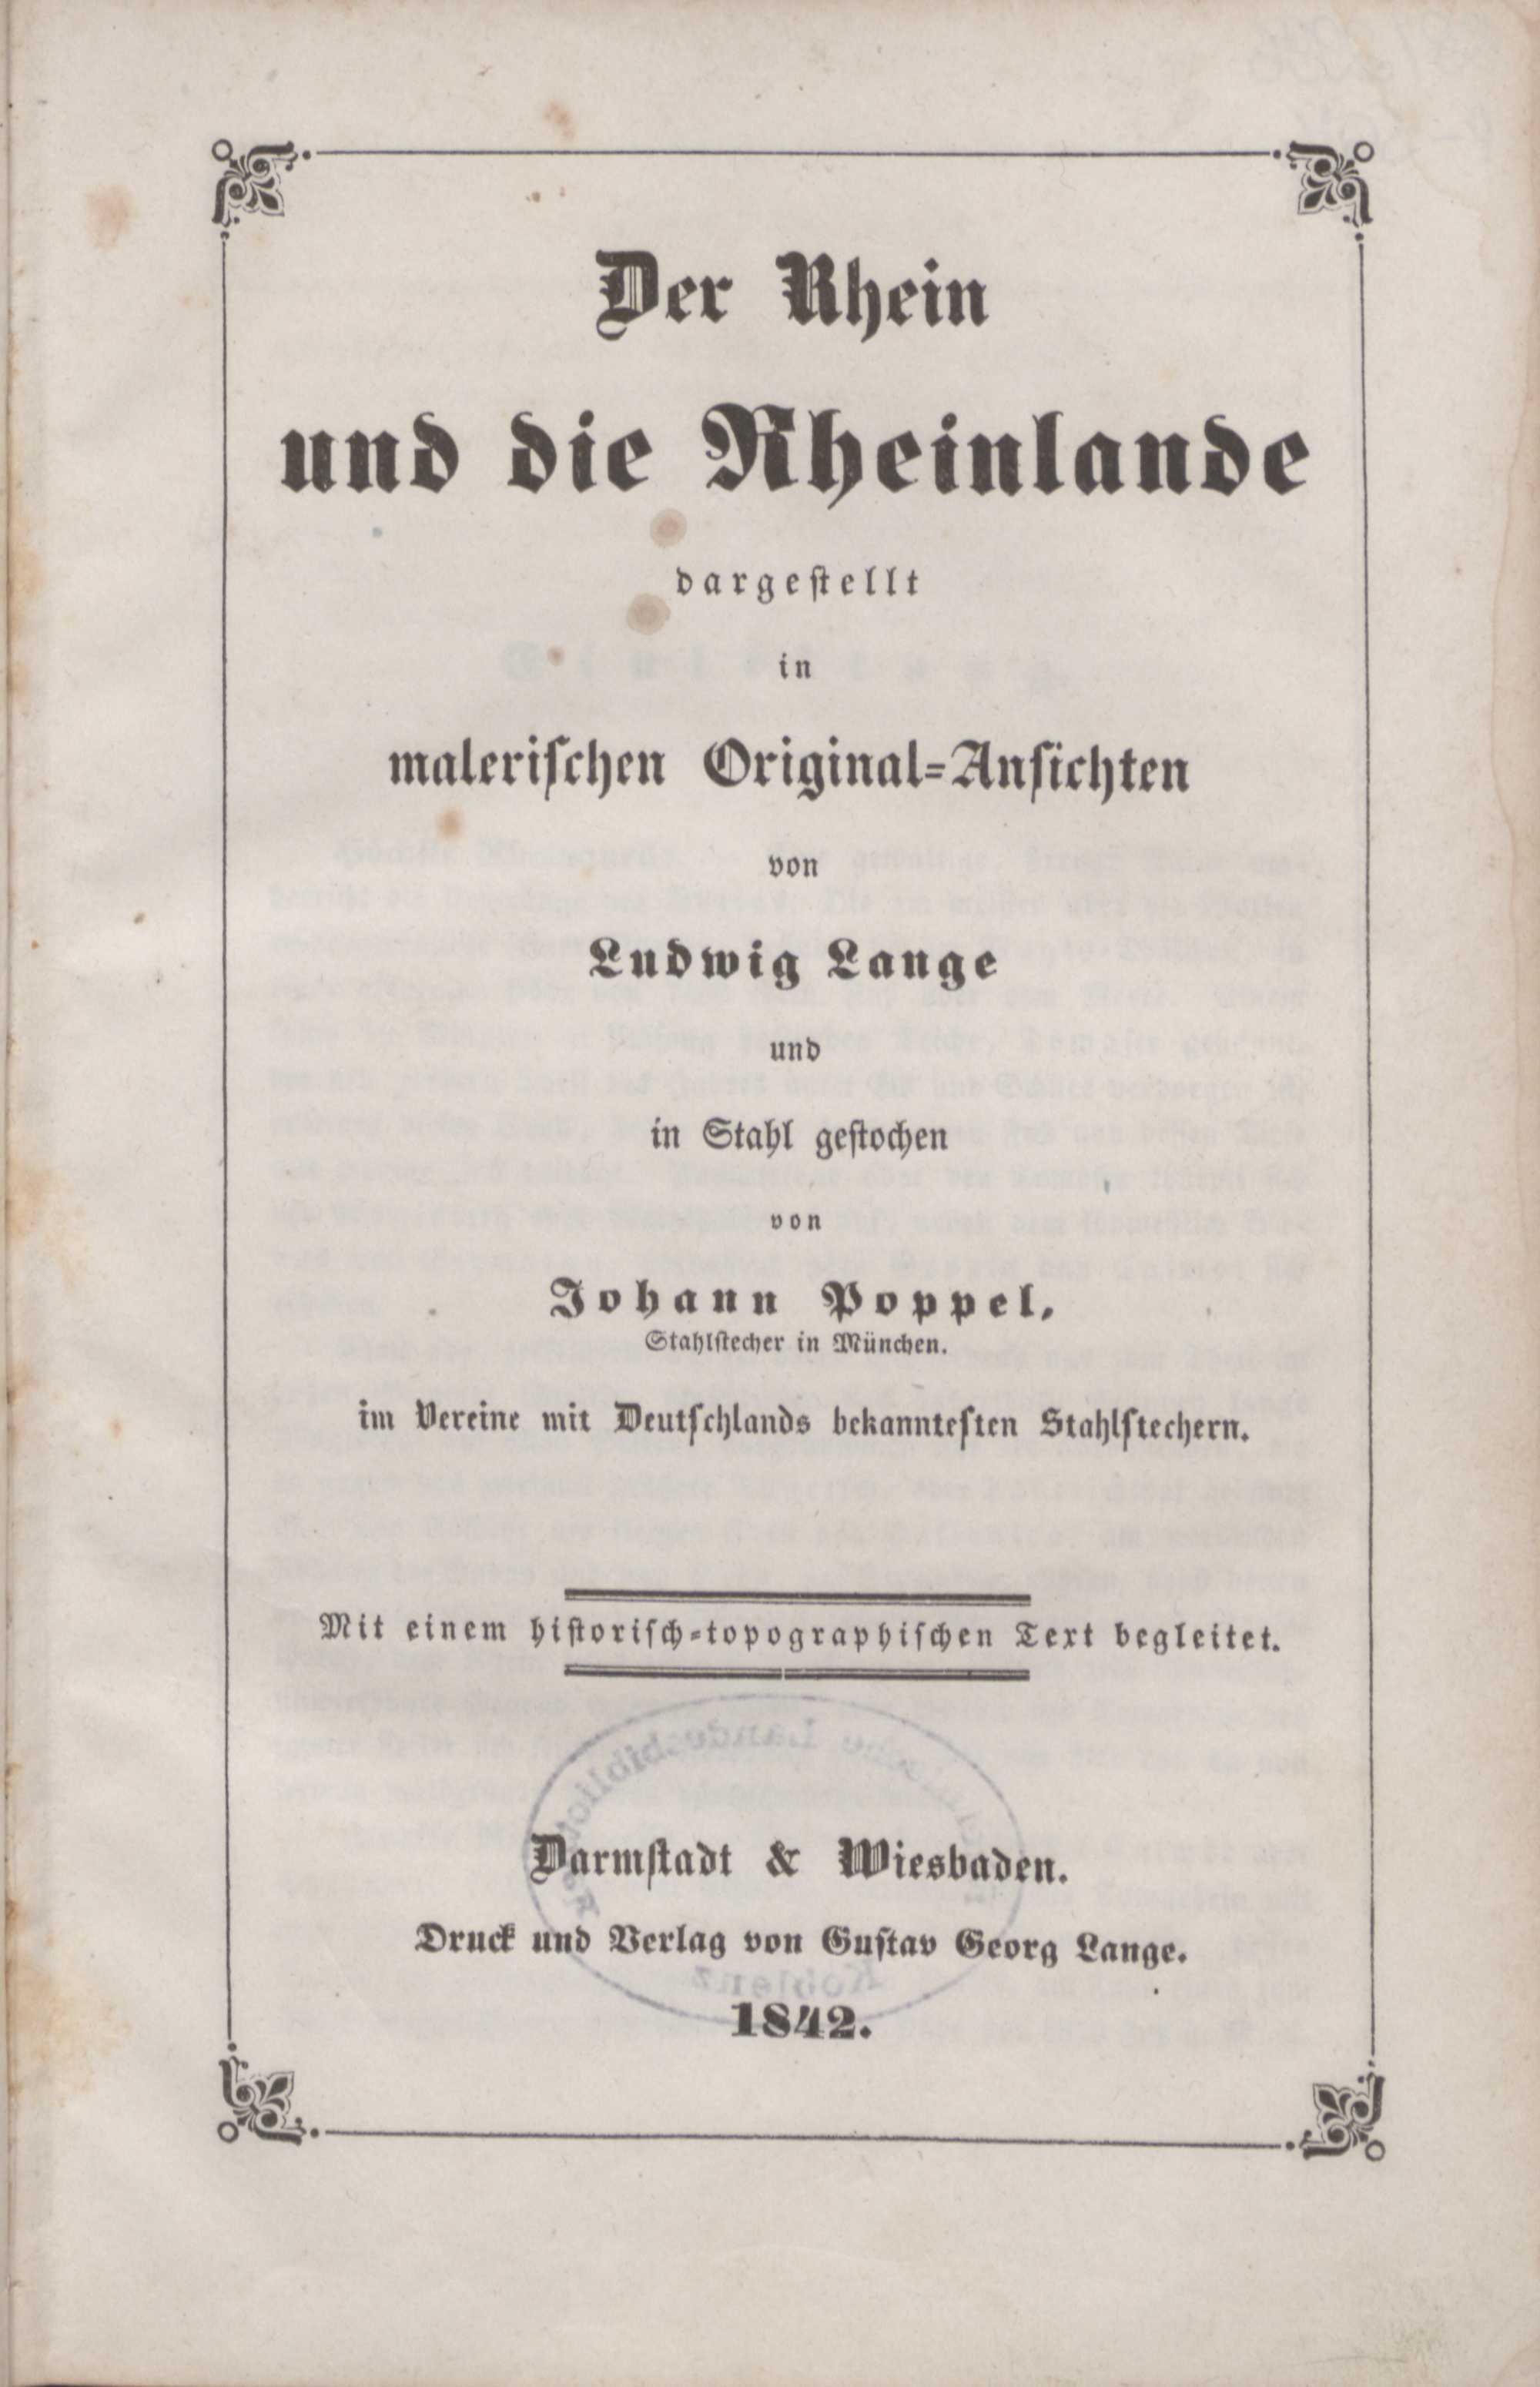 Der Rhein
und die Rheinlande
dargestellt
in
malerischen Original-Ansichten
von
Ludwig Lange
und
in Stahl gestochen
von
Johann Poppel,
Stahlstecher in München.
im Vereine mit Deutschlands bekanntesten Stahlstechern.
Mit einem historisch-topographischen Text begleitet.
Darmstadt & Wiesbaden.
Druck und Verlag von Gustav Georg Lange.
Koblenz
1842.